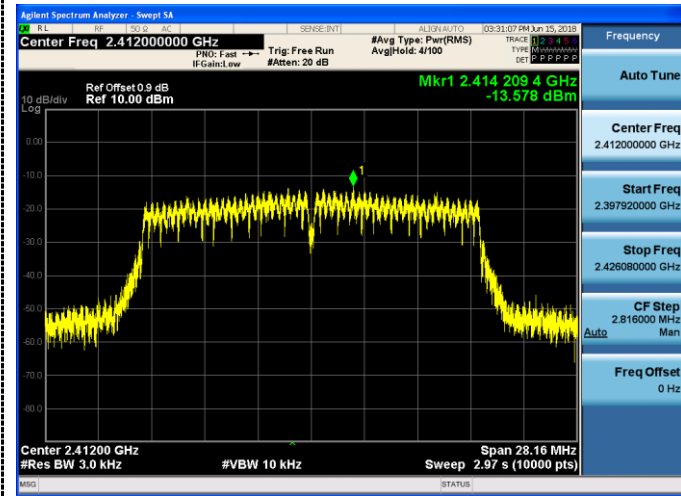 Agilent Spectrum Analyzer - Swept SA
RL RF 50 Ω AC SENSE:INT ALIGN AUTO 03:31:07 PM Jun 15, 2018
Center Freq 2.412000000 GHz
PNO: Fast
IFGain:Low
Trig: Free Run
#Atten: 20 dB
#Avg Type: Pwr(RMS)
Avg|Hold: 4/100
TRACE 1 2 3 4 5 6
TYPE M
DET P P P P P P
Ref Offset 0.9 dB
10 dB/div Ref 10.00 dBm
Log
Mkr1 2.414 209 4 GHz
-13.578 dBm
1
0.00
-10.0
-20.0
-30.0
-40.0
-50.0
-60.0
-70.0
-80.0
Center 2.41200 GHz Span 28.16 MHz
#Res BW 3.0 kHz #VBW 10 kHz Sweep 2.97 s (10000 pts)
MSG STATUS
Frequency
Auto Tune
Center Freq
2.412000000 GHz
Start Freq
2.397920000 GHz
Stop Freq
2.426080000 GHz
CF Step
2.816000 MHz
Auto Man
Freq Offset
0 Hz